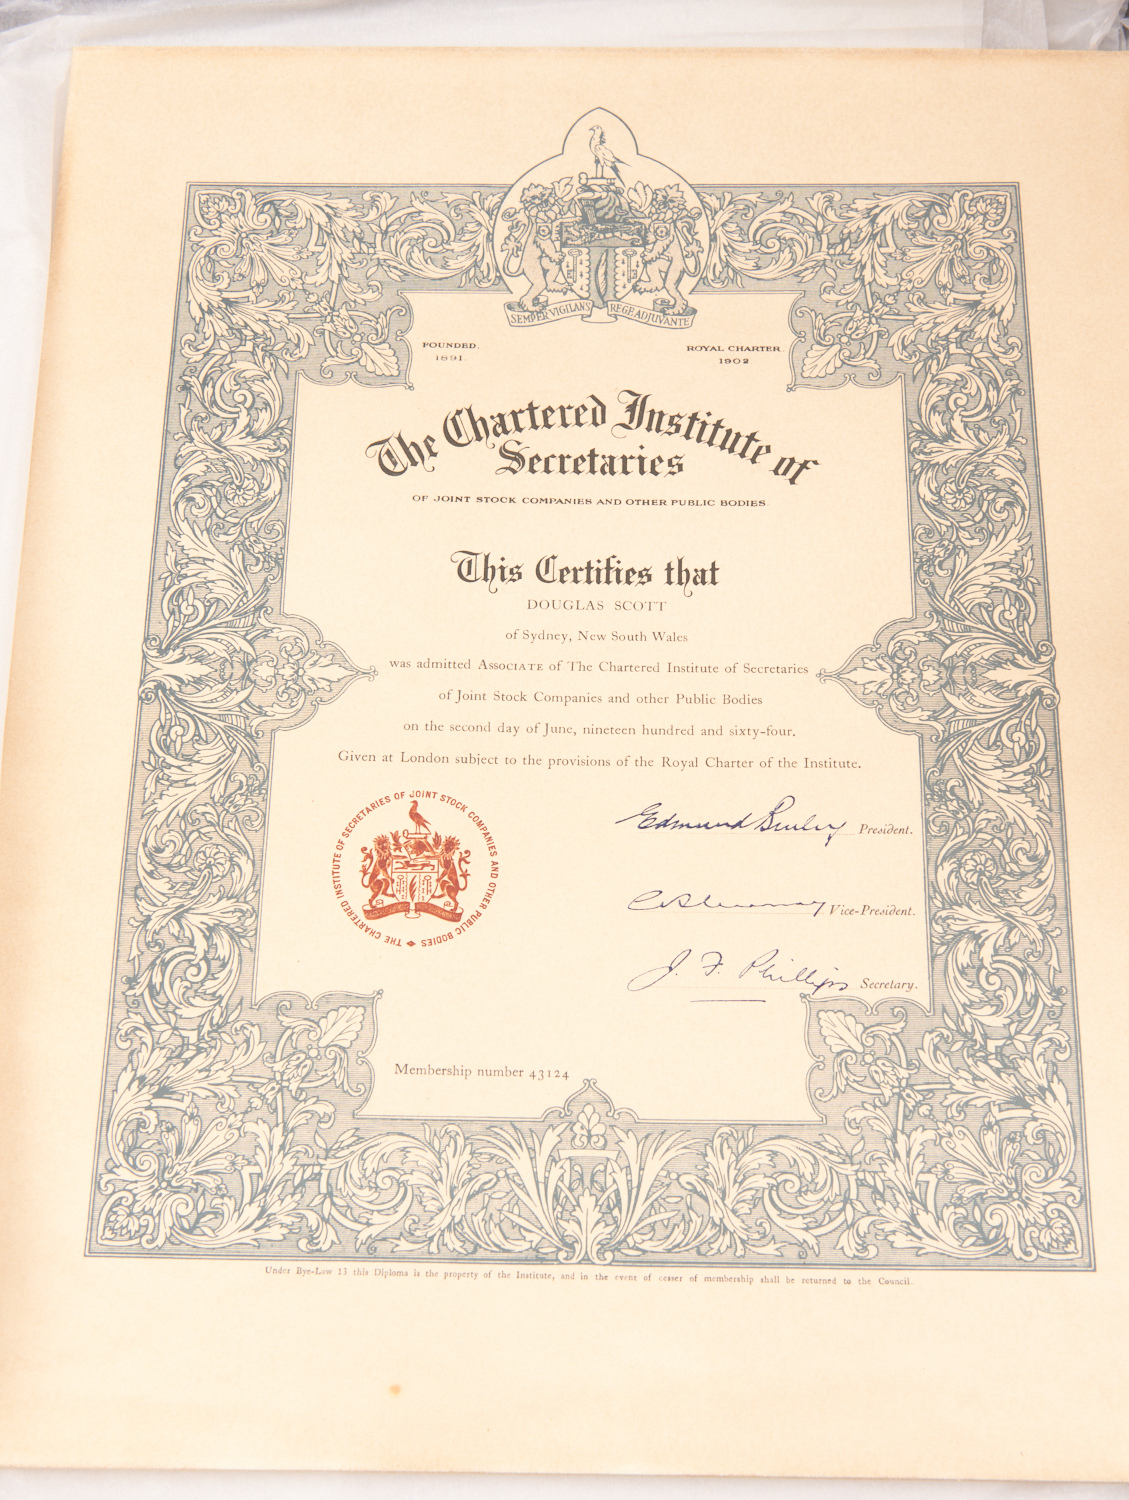 SEMPER VIGILANS REGE ADJUVANTE
FOUNDED.
1891.
ROYAL CHARTER
1902
The Chartered Institute of
Secretaries
OF JOINT STOCK COMPANIES AND OTHER PUBLIC BODIES
This Certifies that
DOUGLAS SCOTT
of Sydney, New South Wales
was admitted ASSOCIATE of The Chartered Institute of Secretaries
of Joint Stock Companies and other Public Bodies
on the second day of June, nineteen hundred and sixty-four.
Given at London subject to the provisions of the Royal Charter of the Institute.
THE CHARTERED INSTITUTE OF SECRETARIES OF JOINT STOCK COMPANIES AND OTHER PUBLIC BODIES
Edmund President.
Vice-President.
J. F. Phillips Secretary.
Membership number 43124
Under Bye-Law 13 this Diploma is the property of the Institute, and in the event of cesser of membership shall be returned to the Council.